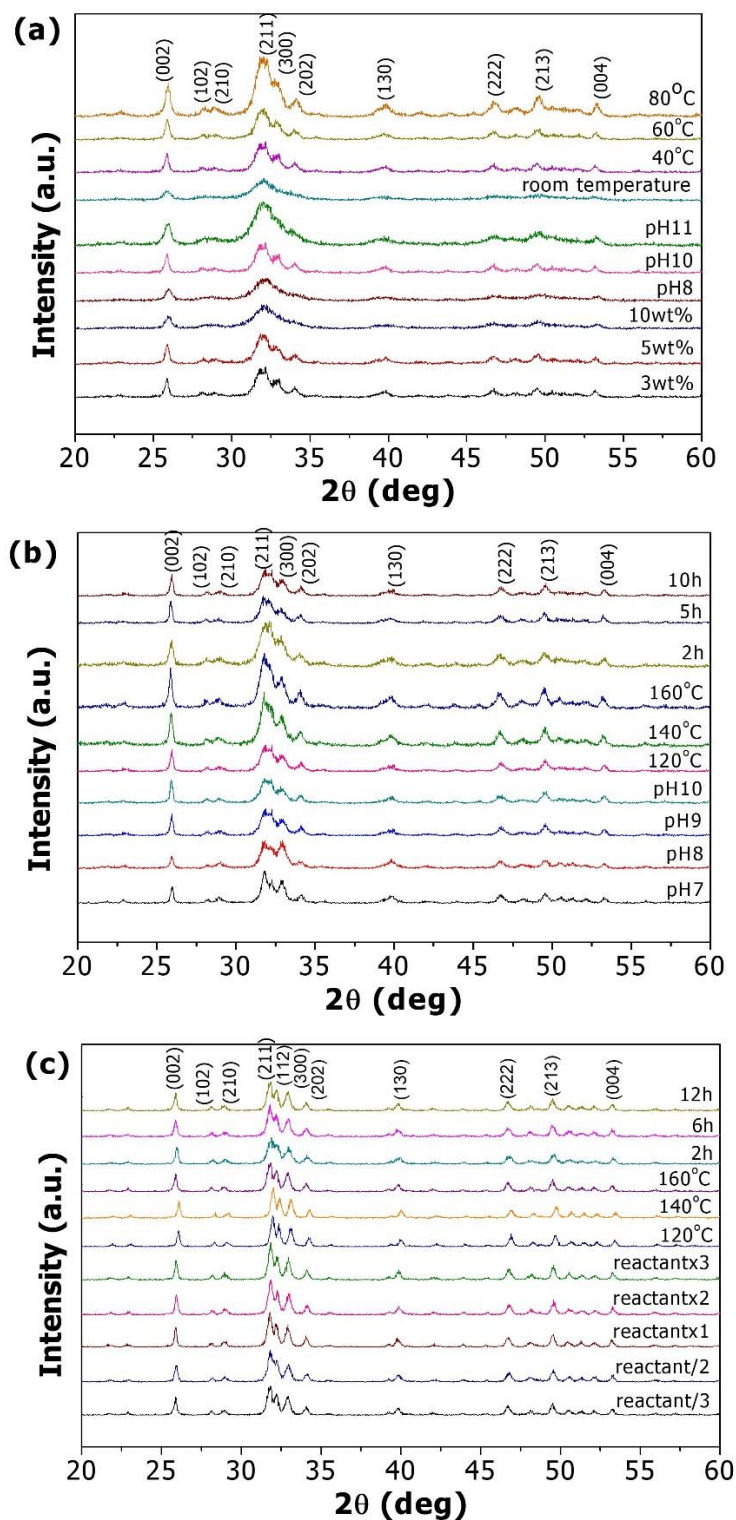 (a)
(002)
(102)
(210)
(211)
(300)
(202)
(130)
(222)
(213)
(004)
80°C
60°C
40°C
room temperature
pH11
pH10
pH8
10wt%
5wt%
3wt%
Intensity (a.u.)
20 25 30 35 40 45 50 55 60
2θ (deg)
(b)
(002)
(102)
(210)
(211)
(300)
(202)
(130)
(222)
(213)
(004)
10h
5h
2h
160°C
140°C
120°C
pH10
pH9
pH8
pH7
Intensity (a.u.)
20 25 30 35 40 45 50 55 60
2θ (deg)
(c)
(002)
(102)
(210)
(211)
(112)
(300)
(202)
(130)
(222)
(213)
(004)
12h
6h
2h
160°C
140°C
120°C
reactantx3
reactantx2
reactantx1
reactant/2
reactant/3
Intensity (a.u.)
20 25 30 35 40 45 50 55 60
2θ (deg)